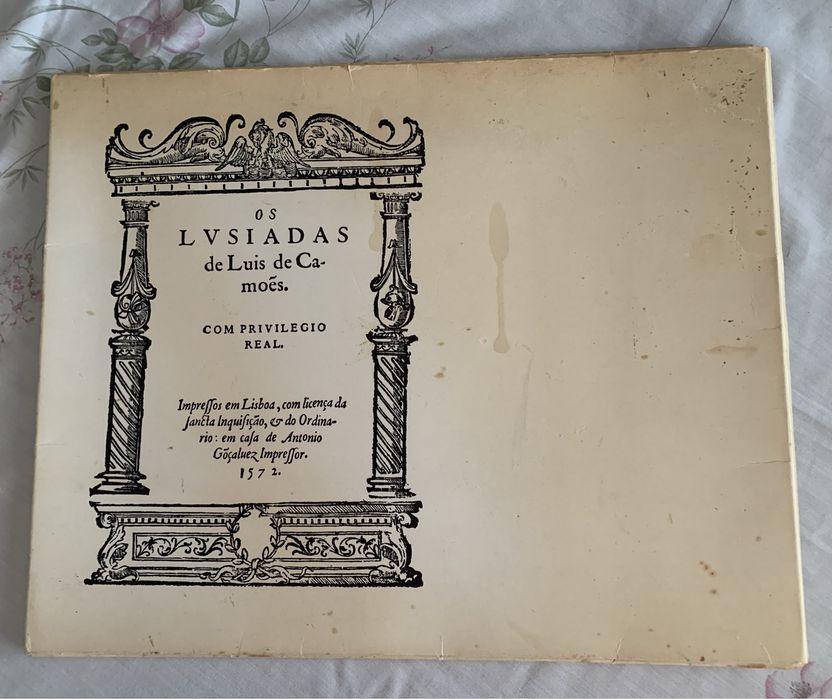 OS
LVSIADAS
de Luis de Ca-
moẽs.
COM PRIVILEGIO
REAL.
Impreſſos em Lisboa, com licença da
ſancta Inquiſição, & do Ordina-
rio: em caſa de Antonio
Gõçaluez Impreſſor.
1572.